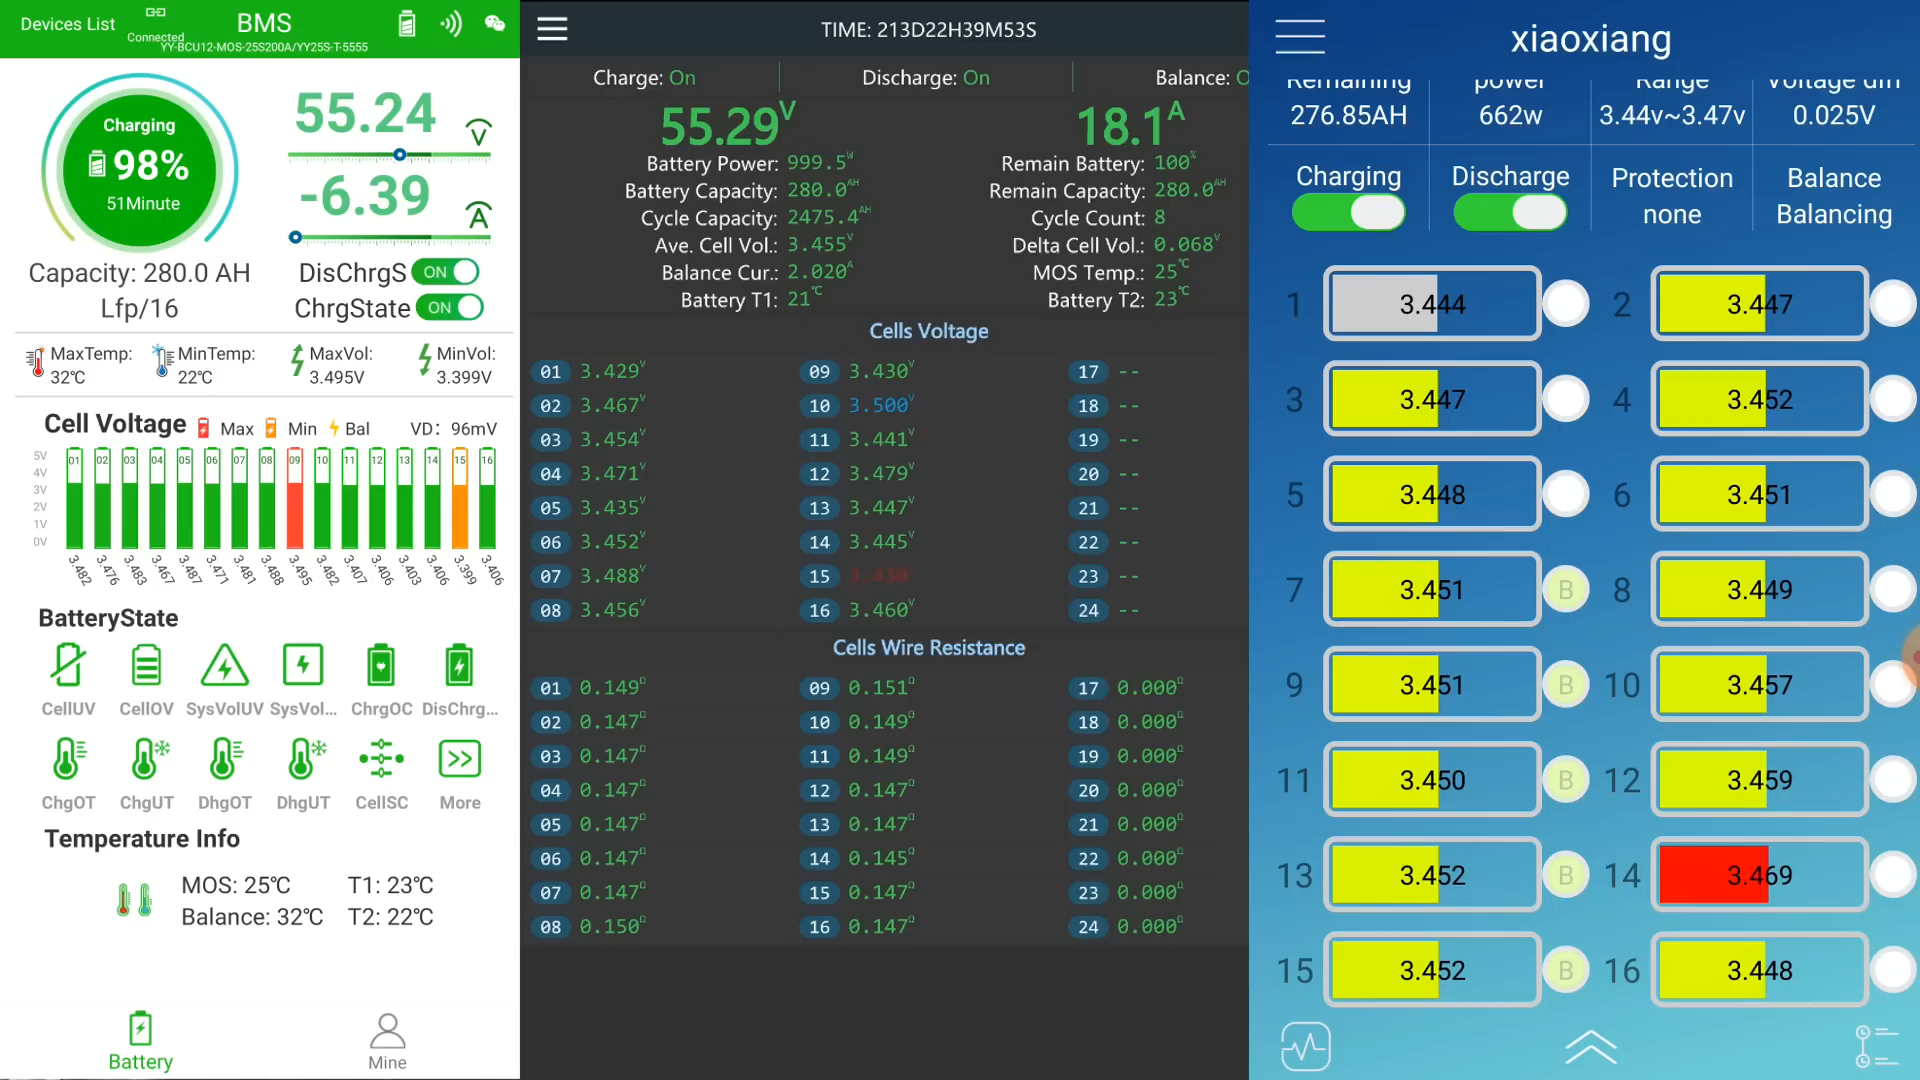 Devices List
Connected
BMS
YY-BCU12-MOS-25S200A/YY25S-T-5555
Charging
98%
51Minute
55.24 V
-6.39 A
Capacity: 280.0 AH
Lfp/16
DisChrgS ON
ChrgState ON
MaxTemp: 32℃
MinTemp: 22℃
MaxVol: 3.495V
MinVol: 3.399V
Cell Voltage Max Min Bal VD: 96mV
5V
4V
3V
2V
1V
0V
01 02 03 04 05 06 07 08 09 10 11 12 13 14 15 16
3.482 3.476 3.483 3.467 3.487 3.471 3.481 3.488 3.495 3.482 3.407 3.406 3.403 3.406 3.399 3.406
BatteryState
CellUV CellOV SysVolUV SysVol... ChrgOC DisChrg...
ChgOT ChgUT DhgOT DhgUT CellSC More
Temperature Info
MOS: 25℃ T1: 23℃
Balance: 32℃ T2: 22℃
Battery Mine
TIME: 213D22H39M53S
Charge: On Discharge: On Balance: O
55.29V 18.1A
Battery Power: 999.5W Remain Battery: 100%
Battery Capacity: 280.0AH Remain Capacity: 280.0AH
Cycle Capacity: 2475.4AH Cycle Count: 8
Ave. Cell Vol.: 3.455V Delta Cell Vol.: 0.068V
Balance Cur.: 2.020A MOS Temp.: 25℃
Battery T1: 21℃ Battery T2: 23℃
Cells Voltage
01 3.429V 09 3.430V 17 --
02 3.467V 10 3.500V 18 --
03 3.454V 11 3.441V 19 --
04 3.471V 12 3.479V 20 --
05 3.435V 13 3.447V 21 --
06 3.452V 14 3.445V 22 --
07 3.488V 15 3.430 23 --
08 3.456V 16 3.460V 24 --
Cells Wire Resistance
01 0.149Ω 09 0.151Ω 17 0.000Ω
02 0.147Ω 10 0.149Ω 18 0.000Ω
03 0.147Ω 11 0.149Ω 19 0.000Ω
04 0.147Ω 12 0.147Ω 20 0.000Ω
05 0.147Ω 13 0.147Ω 21 0.000Ω
06 0.147Ω 14 0.145Ω 22 0.000Ω
07 0.147Ω 15 0.147Ω 23 0.000Ω
08 0.150Ω 16 0.147Ω 24 0.000Ω
xiaoxiang
Remaining power Range Voltage diff
276.85AH 662w 3.44v~3.47v 0.025V
Charging Discharge Protection Balance
none Balancing
1 3.444 2 3.447
3 3.447 4 3.452
5 3.448 6 3.451
7 3.451 B 8 3.449
9 3.451 B 10 3.457
11 3.450 B 12 3.459
13 3.452 B 14 3.469
15 3.452 B 16 3.448